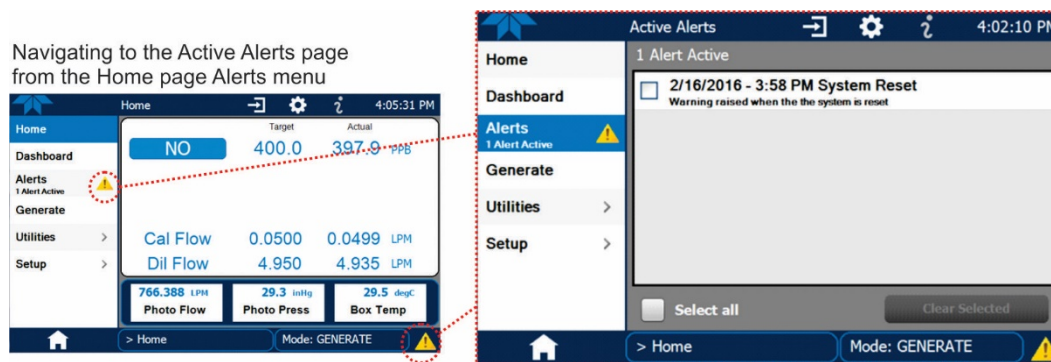 Navigating to the Active Alerts page
from the Home page Alerts menu
Home
4:05:31 PM
Home
Dashboard
Alerts
1 Alert Active
Generate
Utilities >
Setup >
Target Actual
NO 400.0 397.9 PPB
Cal Flow 0.0500 0.0499 LPM
Dil Flow 4.950 4.935 LPM
766.388 LPM
Photo Flow
29.3 inHg
Photo Press
29.5 degC
Box Temp
> Home
Mode: GENERATE
Active Alerts
4:02:10 PM
Home
Dashboard
Alerts
1 Alert Active
Generate
Utilities >
Setup >
1 Alert Active
2/16/2016 - 3:58 PM System Reset
Warning raised when the the system is reset
Select all
Clear Selected
> Home
Mode: GENERATE